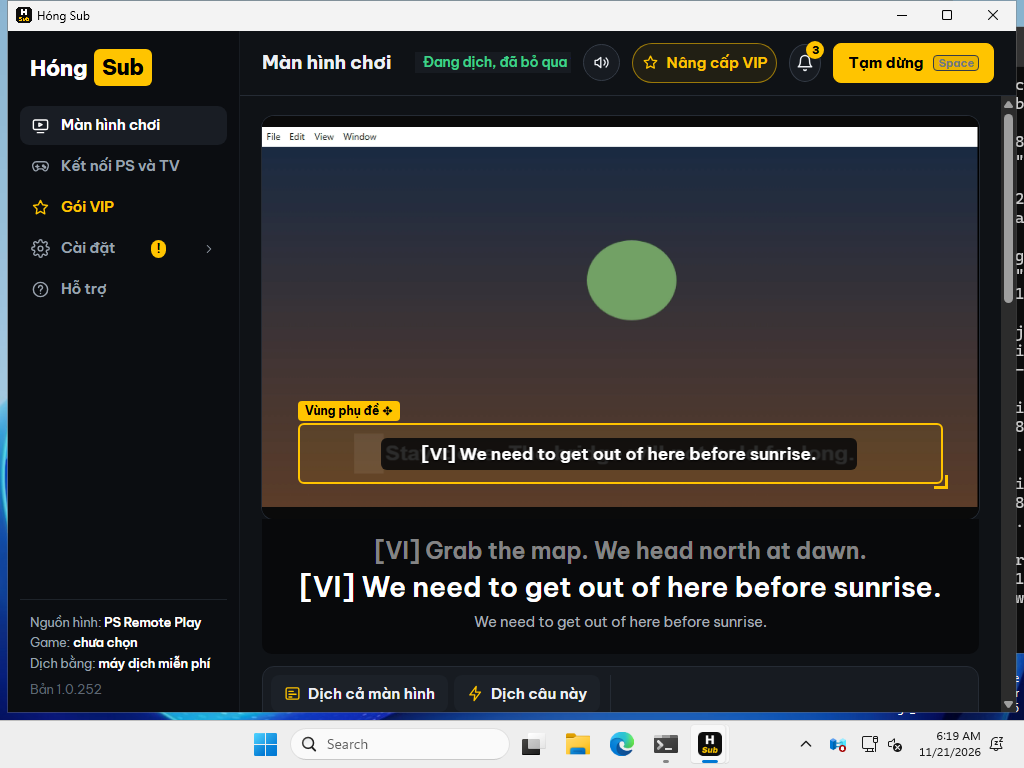 Hóng Sub
Hóng Sub
Màn hình chơi
Đang dịch, đã bỏ qua
Nâng cấp VIP
3
Tạm dừng Space
Màn hình chơi
Kết nối PS và TV
Gói VIP
Cài đặt !
Hỗ trợ
File Edit View Window
Vùng phụ đề
[VI] We need to get out of here before sunrise.
[VI] Grab the map. We head north at dawn.
[VI] We need to get out of here before sunrise.
We need to get out of here before sunrise.
Nguồn hình: PS Remote Play
Game: chưa chọn
Dịch bằng: máy dịch miễn phí
Bản 1.0.252
Dịch cả màn hình
Dịch câu này
Search
H Sub
6:19 AM
11/21/2026